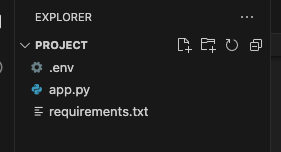 EXPLORER
PROJECT
.env
app.py
requirements.txt